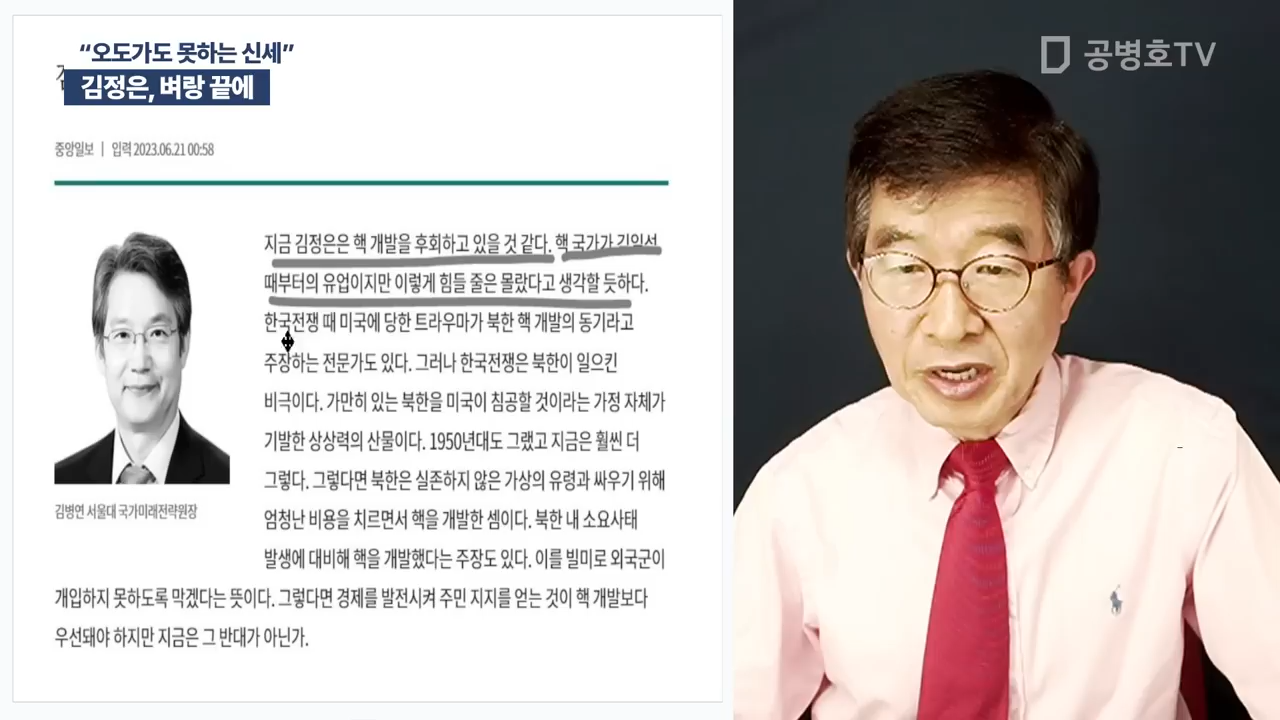 “오도가도 못하는 신세”
김정은, 벼랑 끝에
공병호TV
중앙일보 | 입력 2023.06.21 00:58
지금 김정은은 핵 개발을 후회하고 있을 것 같다. 핵 국가가 김일성
때부터의 유업이지만 이렇게 힘들 줄은 몰랐다고 생각할 듯하다.
한국전쟁 때 미국에 당한 트라우마가 북한 핵 개발의 동기라고
주장하는 전문가도 있다. 그러나 한국전쟁은 북한이 일으킨
비극이다. 가만히 있는 북한을 미국이 침공할 것이라는 가정 자체가
기발한 상상력의 산물이다. 1950년대도 그랬고 지금은 훨씬 더
그렇다. 그렇다면 북한은 실존하지 않은 가상의 유령과 싸우기 위해
엄청난 비용을 치르면서 핵을 개발한 셈이다. 북한 내 소요사태
발생에 대비해 핵을 개발했다는 주장도 있다. 이를 빌미로 외국군이
개입하지 못하도록 막겠다는 뜻이다. 그렇다면 경제를 발전시켜 주민 지지를 얻는 것이 핵 개발보다
우선돼야 하지만 지금은 그 반대가 아닌가.
김병연 서울대 국가미래전략원장